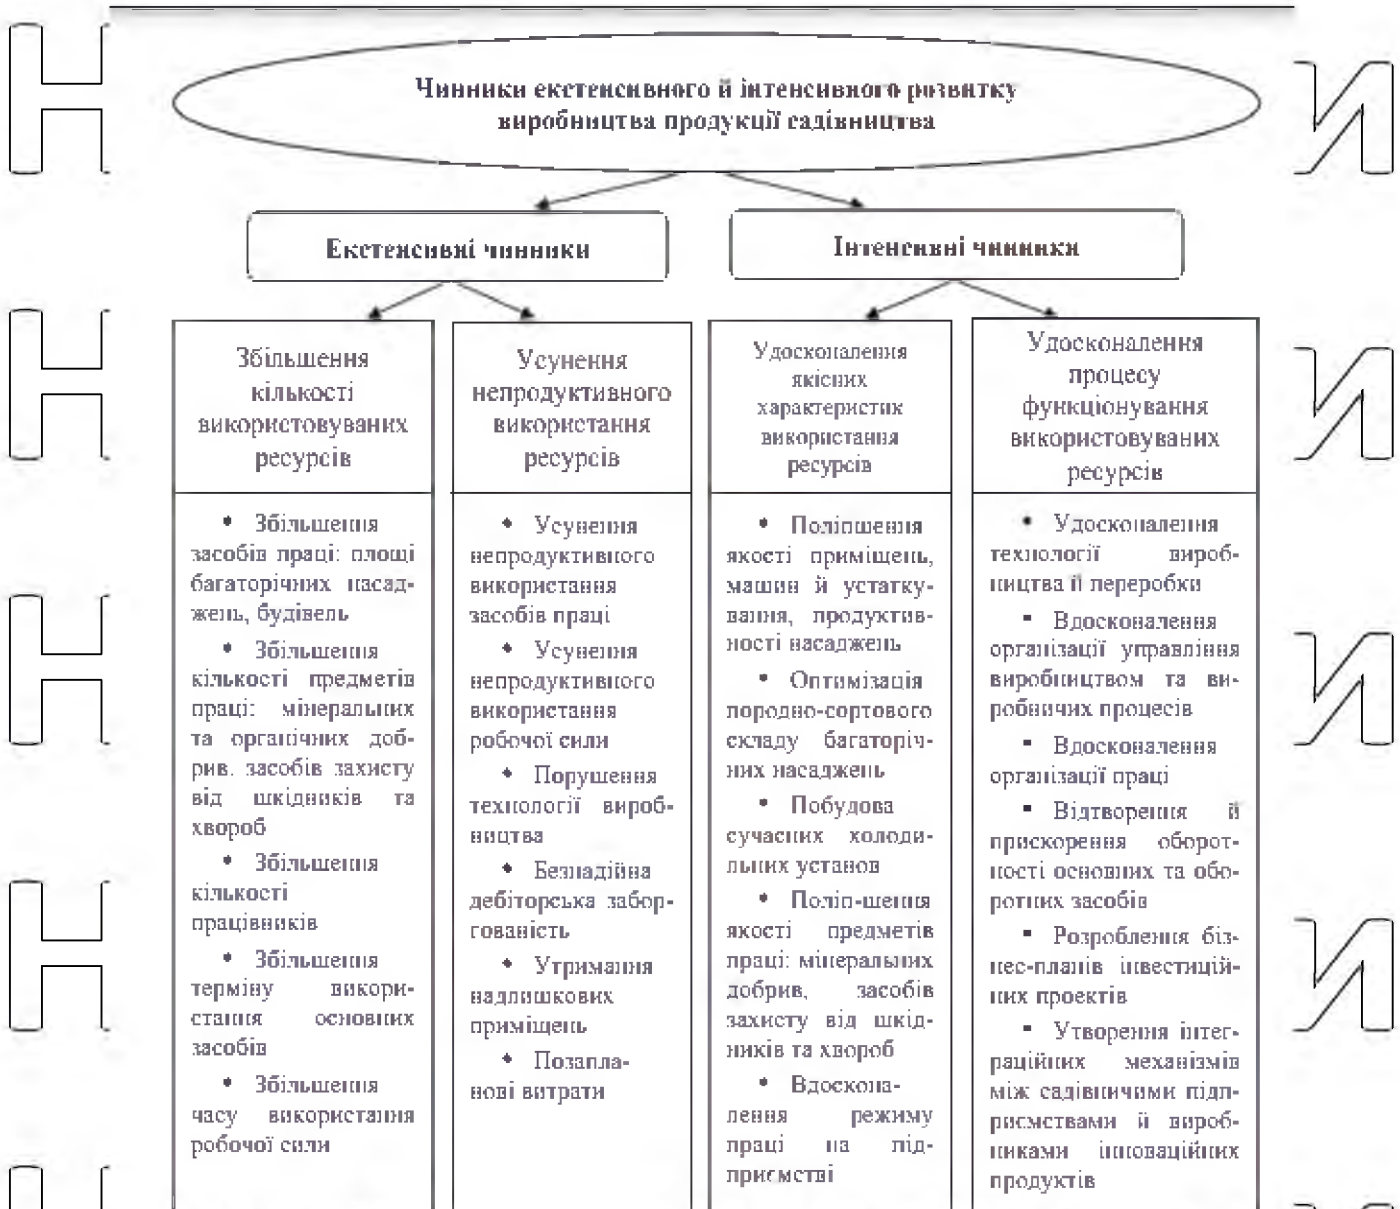 Чинники екстенсивного й інтенсивного розвитку
виробництва продукції садівництва
Екстенсивні чинники
Інтенсивні чинники
Збільшення
кількості
використовуваних
ресурсів
Усунення
непродуктивного
використання
ресурсів
Удосконалення
якісних
характеристик
використання
ресурсів
Удосконалення
процесу
функціонування
використовуваних
ресурсів
• Збільшення
засобів праці: площі
багаторічних насад-
жень, будівель
• Збільшення
кількості предметів
праці: мінеральних
та органічних доб-
рив. засобів захисту
від шкідників та
хвороб
• Збільшення
кількості
працівників
• Збільшення
терміну викори-
стання основних
засобів
• Збільшення
часу використання
робочої сили
• Усунення
непродуктивного
використання
засобів праці
• Усунення
непродуктивного
використання
робочої сили
• Порушення
технології вироб-
ництва
• Безнадійна
дебіторська забор-
гованість
• Утримання
надлишкових
приміщень
• Позапла-
нові витрати
• Поліпшення
якості приміщень,
машин й устатку-
вання, продуктив-
ності насаджень
• Оптимізація
породно-сортового
складу багаторіч-
них насаджень
• Побудова
сучасних холоди-
льних установ
• Поліп-шення
якості предметів
праці: мінеральних
добрив, засобів
захисту від шкід-
ників та хвороб
• Вдоскона-
лення режиму
праці на під-
приємстві
• Удосконалення
технології вироб-
ництва й переробки
▪ Вдосконалення
організації управління
виробництвом та ви-
робничих процесів
▪ Вдосконалення
організації праці
▪ Відтворення й
прискорення оборот-
ності основних та обо-
ротних засобів
▪ Розроблення біз-
нес-планів інвестицій-
них проектів
▪ Утворення інтег-
раційних механізмів
між садівничими підп-
риємствами й вироб-
никами інноваційних
продуктів
Н
Н
Н
Н
И
И
И
И